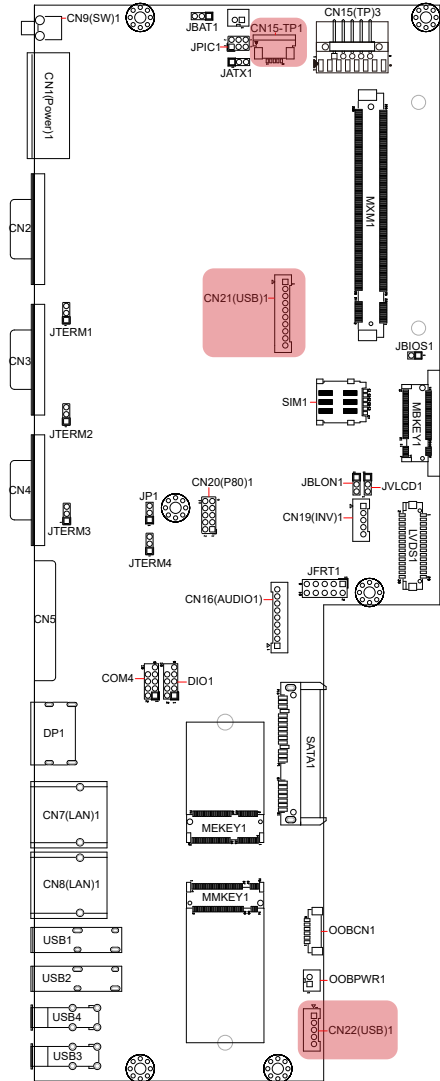 CN9(SW)1
JBAT1
CN15-TP1
CN15(TP)3
JPIC1
JATX1
CN1(Power)1
MXM1
CN2
CN21(USB)1
JTERM1
JBIOS1
CN3
SIM1
MBKEY1
JTERM2
CN4
CN20(P80)1
JBLON1
JVLCD1
JP1
CN19(INV)1
JTERM3
LVDS1
JTERM4
JFRT1
CN5
CN16(AUDIO1)
COM4
DIO1
DP1
SATA1
CN7(LAN)1
MEKEY1
CN8(LAN)1
MMKEY1
USB1
OOBCN1
USB2
OOBPWR1
USB4
CN22(USB)1
USB3